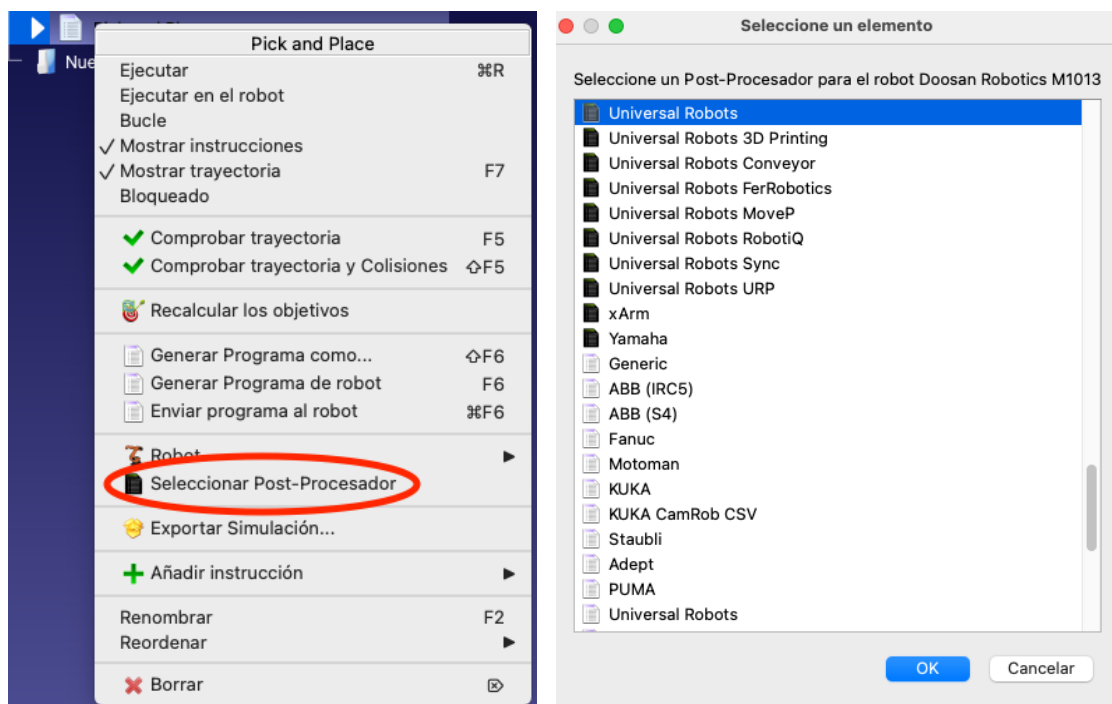 Nue
Pick and Place
Ejecutar ⌘R
Ejecutar en el robot
Bucle
✓ Mostrar instrucciones
✓ Mostrar trayectoria F7
Bloqueado
Comprobar trayectoria F5
Comprobar trayectoria y Colisiones ⇧F5
Recalcular los objetivos
Generar Programa como... ⇧F6
Generar Programa de robot F6
Enviar programa al robot ⌘F6
Robot
Seleccionar Post-Procesador
Exportar Simulación...
Añadir instrucción
Renombrar F2
Reordenar
Borrar ⌦
Seleccione un elemento
Seleccione un Post-Procesador para el robot Doosan Robotics M1013
Universal Robots
Universal Robots 3D Printing
Universal Robots Conveyor
Universal Robots FerRobotics
Universal Robots MoveP
Universal Robots RobotiQ
Universal Robots Sync
Universal Robots URP
xArm
Yamaha
Generic
ABB (IRC5)
ABB (S4)
Fanuc
Motoman
KUKA
KUKA CamRob CSV
Staubli
Adept
PUMA
Universal Robots
OK
Cancelar